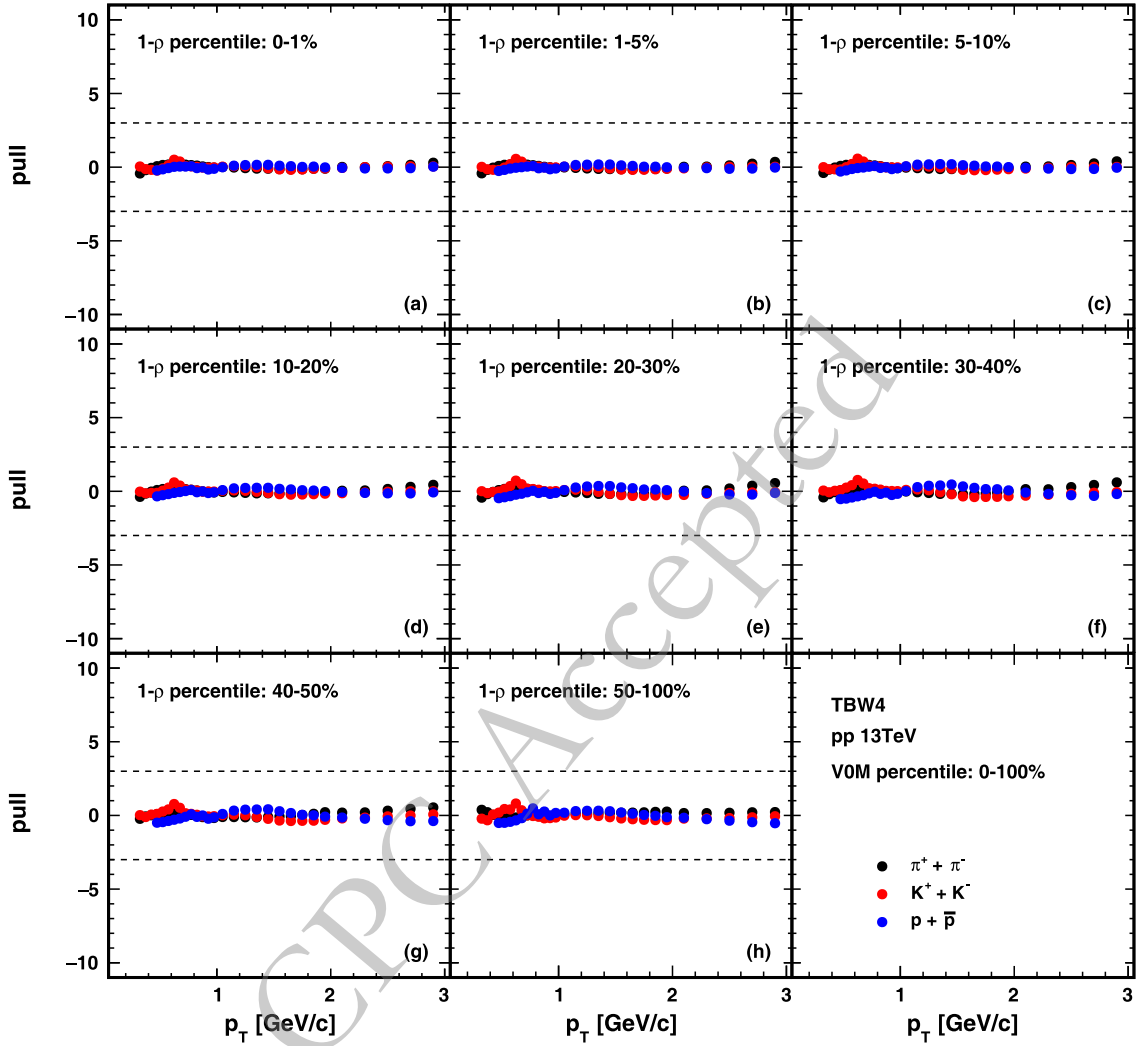 10
1-ρ percentile: 0-1%
1-ρ percentile: 1-5%
1-ρ percentile: 5-10%
5
pull
0
−5
(a)
(b)
(c)
−10
10
1-ρ percentile: 10-20%
1-ρ percentile: 20-30%
1-ρ percentile: 30-40%
5
pull
0
−5
(d)
(e)
(f)
−10
10
1-ρ percentile: 40-50%
1-ρ percentile: 50-100%
TBW4
5
pp 13TeV
V0M percentile: 0-100%
pull
0
π⁺ + π⁻
−5
K⁺ + K⁻
p + p̅
(g)
(h)
−10
1 2 3
1 2 3
1 2 3
p_T [GeV/c]
p_T [GeV/c]
p_T [GeV/c]
CPC Accepted